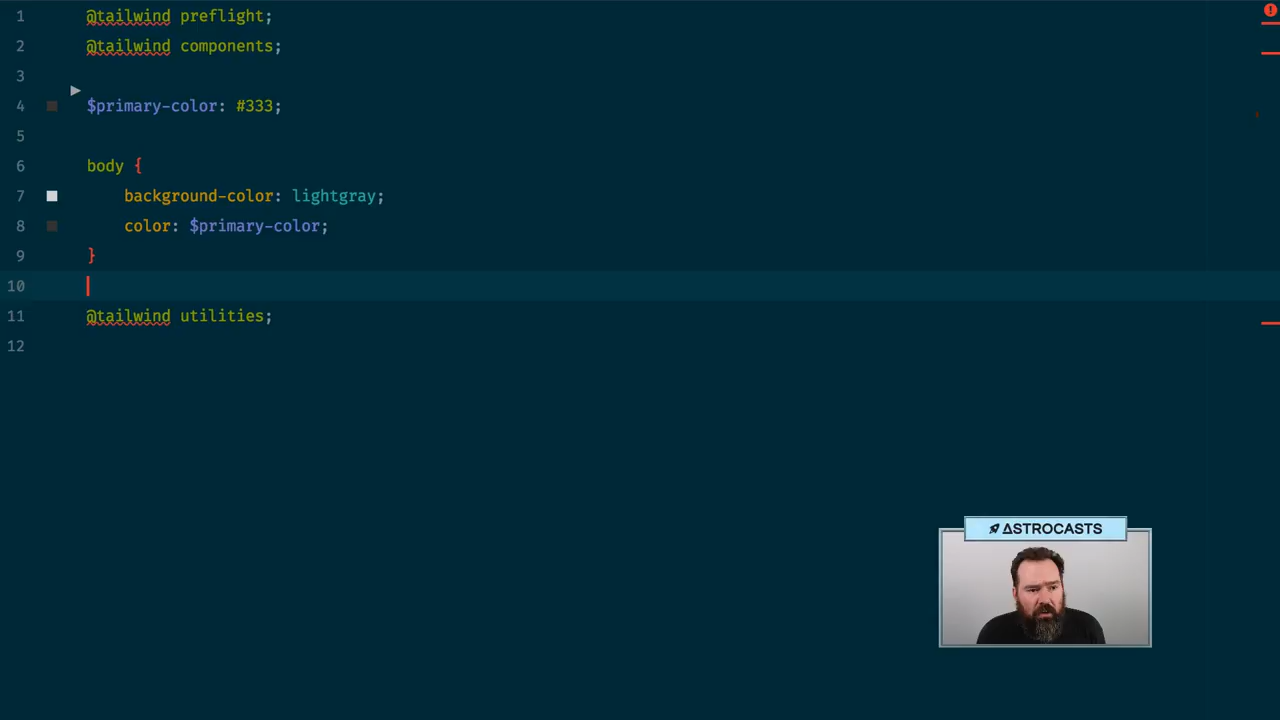 1 @tailwind preflight;
2 @tailwind components;
3
4 $primary-color: #333;
5
6 body {
7 background-color: lightgray;
8 color: $primary-color;
9 }
10
11 @tailwind utilities;
12
ΔSTROCASTS